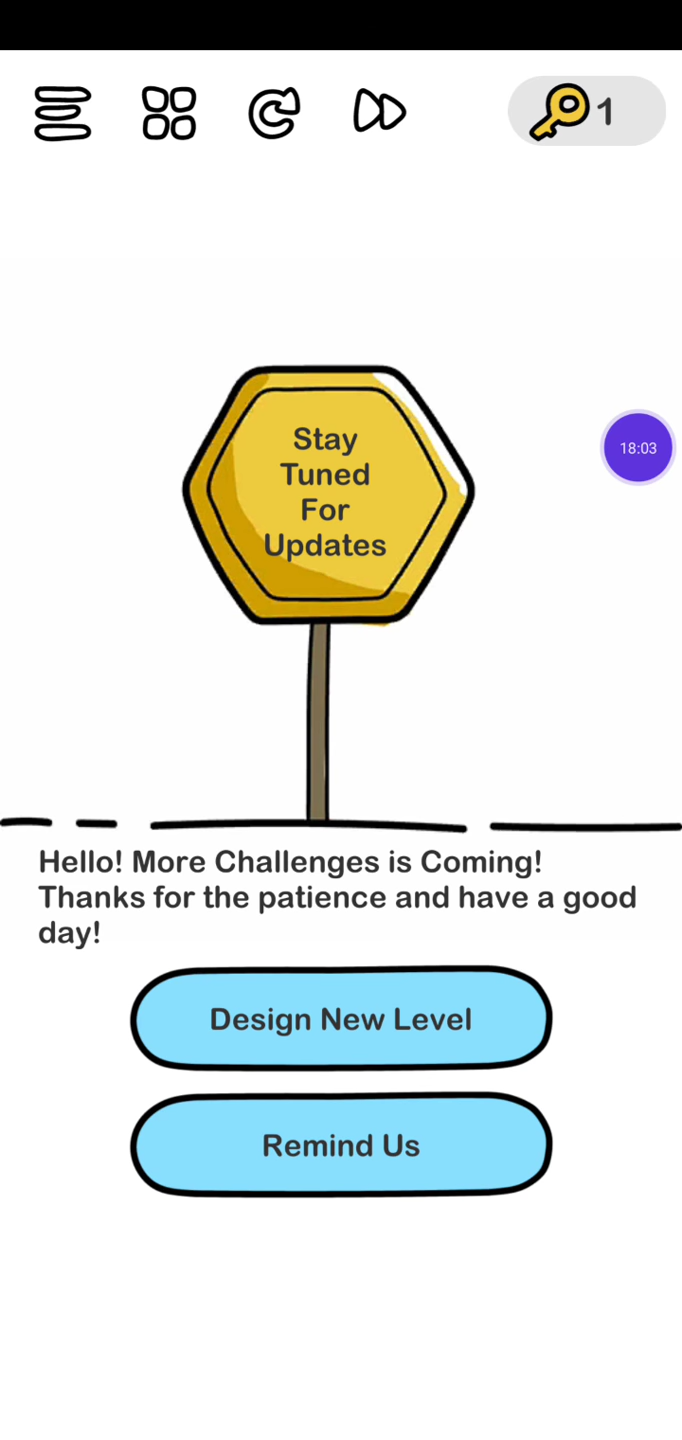 1
Stay
Tuned
For
Updates
18:03
Hello! More Challenges is Coming!
Thanks for the patience and have a good
day!
Design New Level
Remind Us